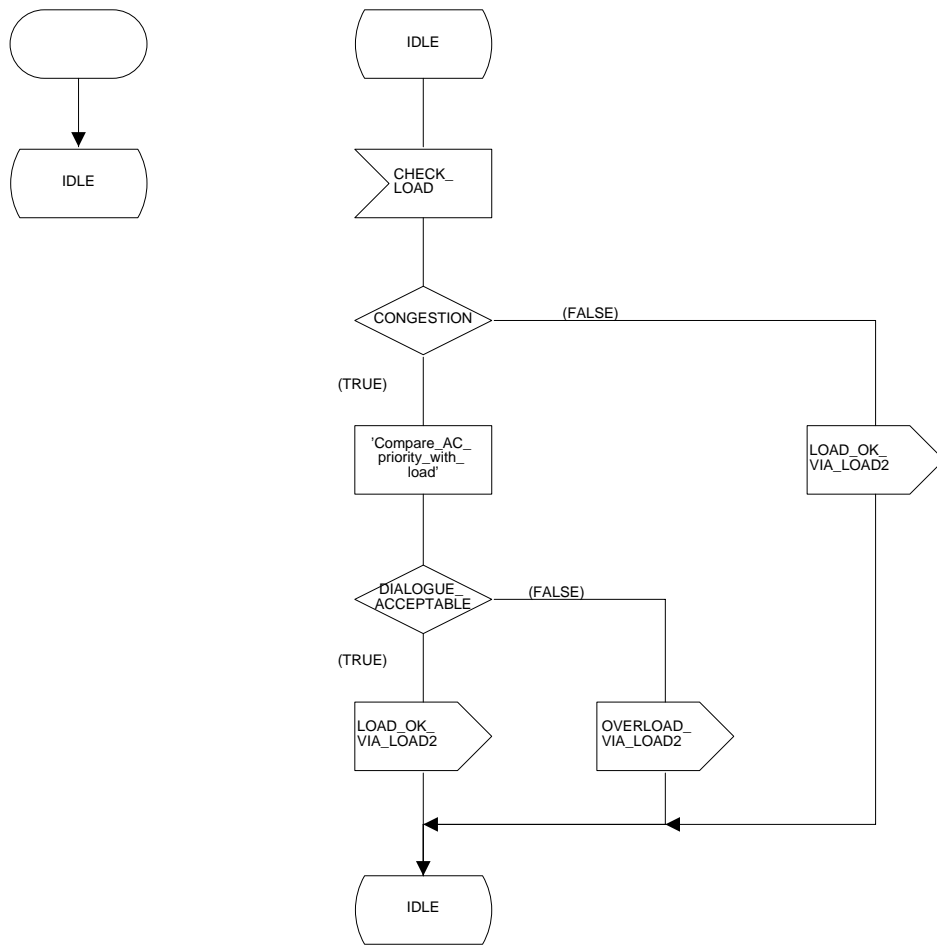 IDLE
IDLE
CHECK_
LOAD
CONGESTION
(FALSE)
(TRUE)
'Compare_AC_
priority_with_
load'
LOAD_OK_
VIA_LOAD2
DIALOGUE_
ACCEPTABLE
(FALSE)
(TRUE)
LOAD_OK_
VIA_LOAD2
OVERLOAD_
VIA_LOAD2
IDLE